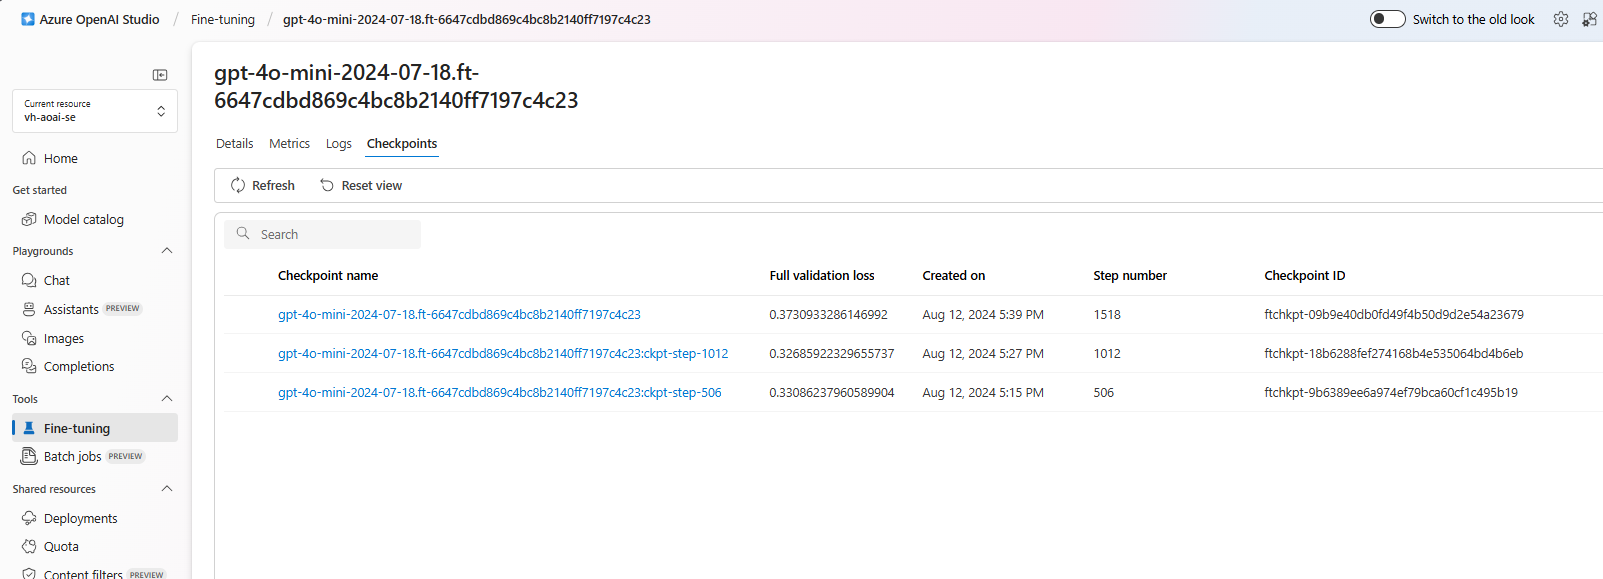 Azure OpenAI Studio / Fine-tuning / gpt-4o-mini-2024-07-18.ft-6647cdbd869c4bc8b2140ff7197c4c23
Switch to the old look
Current resource
vh-aoai-se
Home
Get started
Model catalog
Playgrounds
Chat
Assistants PREVIEW
Images
Completions
Tools
Fine-tuning
Batch jobs PREVIEW
Shared resources
Deployments
Quota
Content filters PREVIEW
gpt-4o-mini-2024-07-18.ft-
6647cdbd869c4bc8b2140ff7197c4c23
Details Metrics Logs Checkpoints
Refresh Reset view
Search
Checkpoint name Full validation loss Created on Step number Checkpoint ID
gpt-4o-mini-2024-07-18.ft-6647cdbd869c4bc8b2140ff7197c4c23 0.3730933286146992 Aug 12, 2024 5:39 PM 1518 ftchkpt-09b9e40db0fd49f4b50d9d2e54a23679
gpt-4o-mini-2024-07-18.ft-6647cdbd869c4bc8b2140ff7197c4c23:ckpt-step-1012 0.32685922329655737 Aug 12, 2024 5:27 PM 1012 ftchkpt-18b6288fef274168b4e535064bd4b6eb
gpt-4o-mini-2024-07-18.ft-6647cdbd869c4bc8b2140ff7197c4c23:ckpt-step-506 0.33086237960589904 Aug 12, 2024 5:15 PM 506 ftchkpt-9b6389ee6a974ef79bca60cf1c495b19